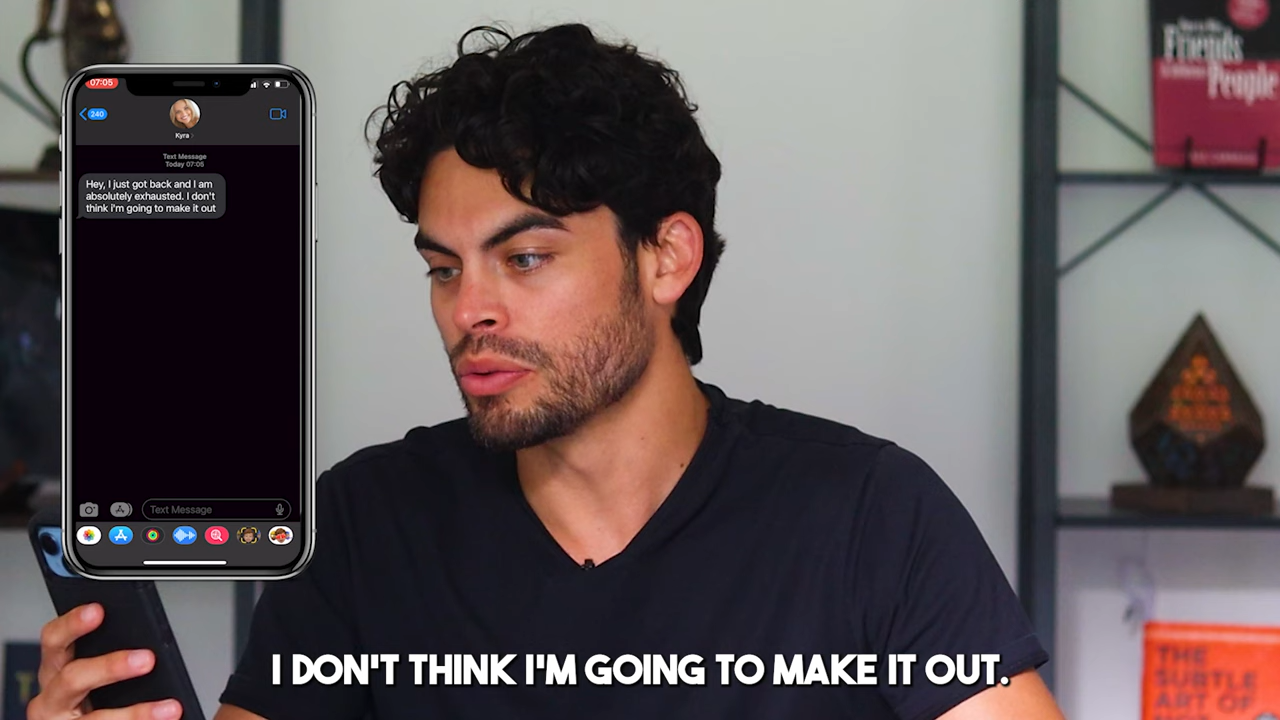 07:05
240
Kyra
Text Message
Today 07:05
Hey, I just got back and I am
absolutely exhausted. I don't
think i'm going to make it out
Text Message
Friends
People
THE
SUBTLE
ART OF
I DON'T THINK I'M GOING TO MAKE IT OUT.